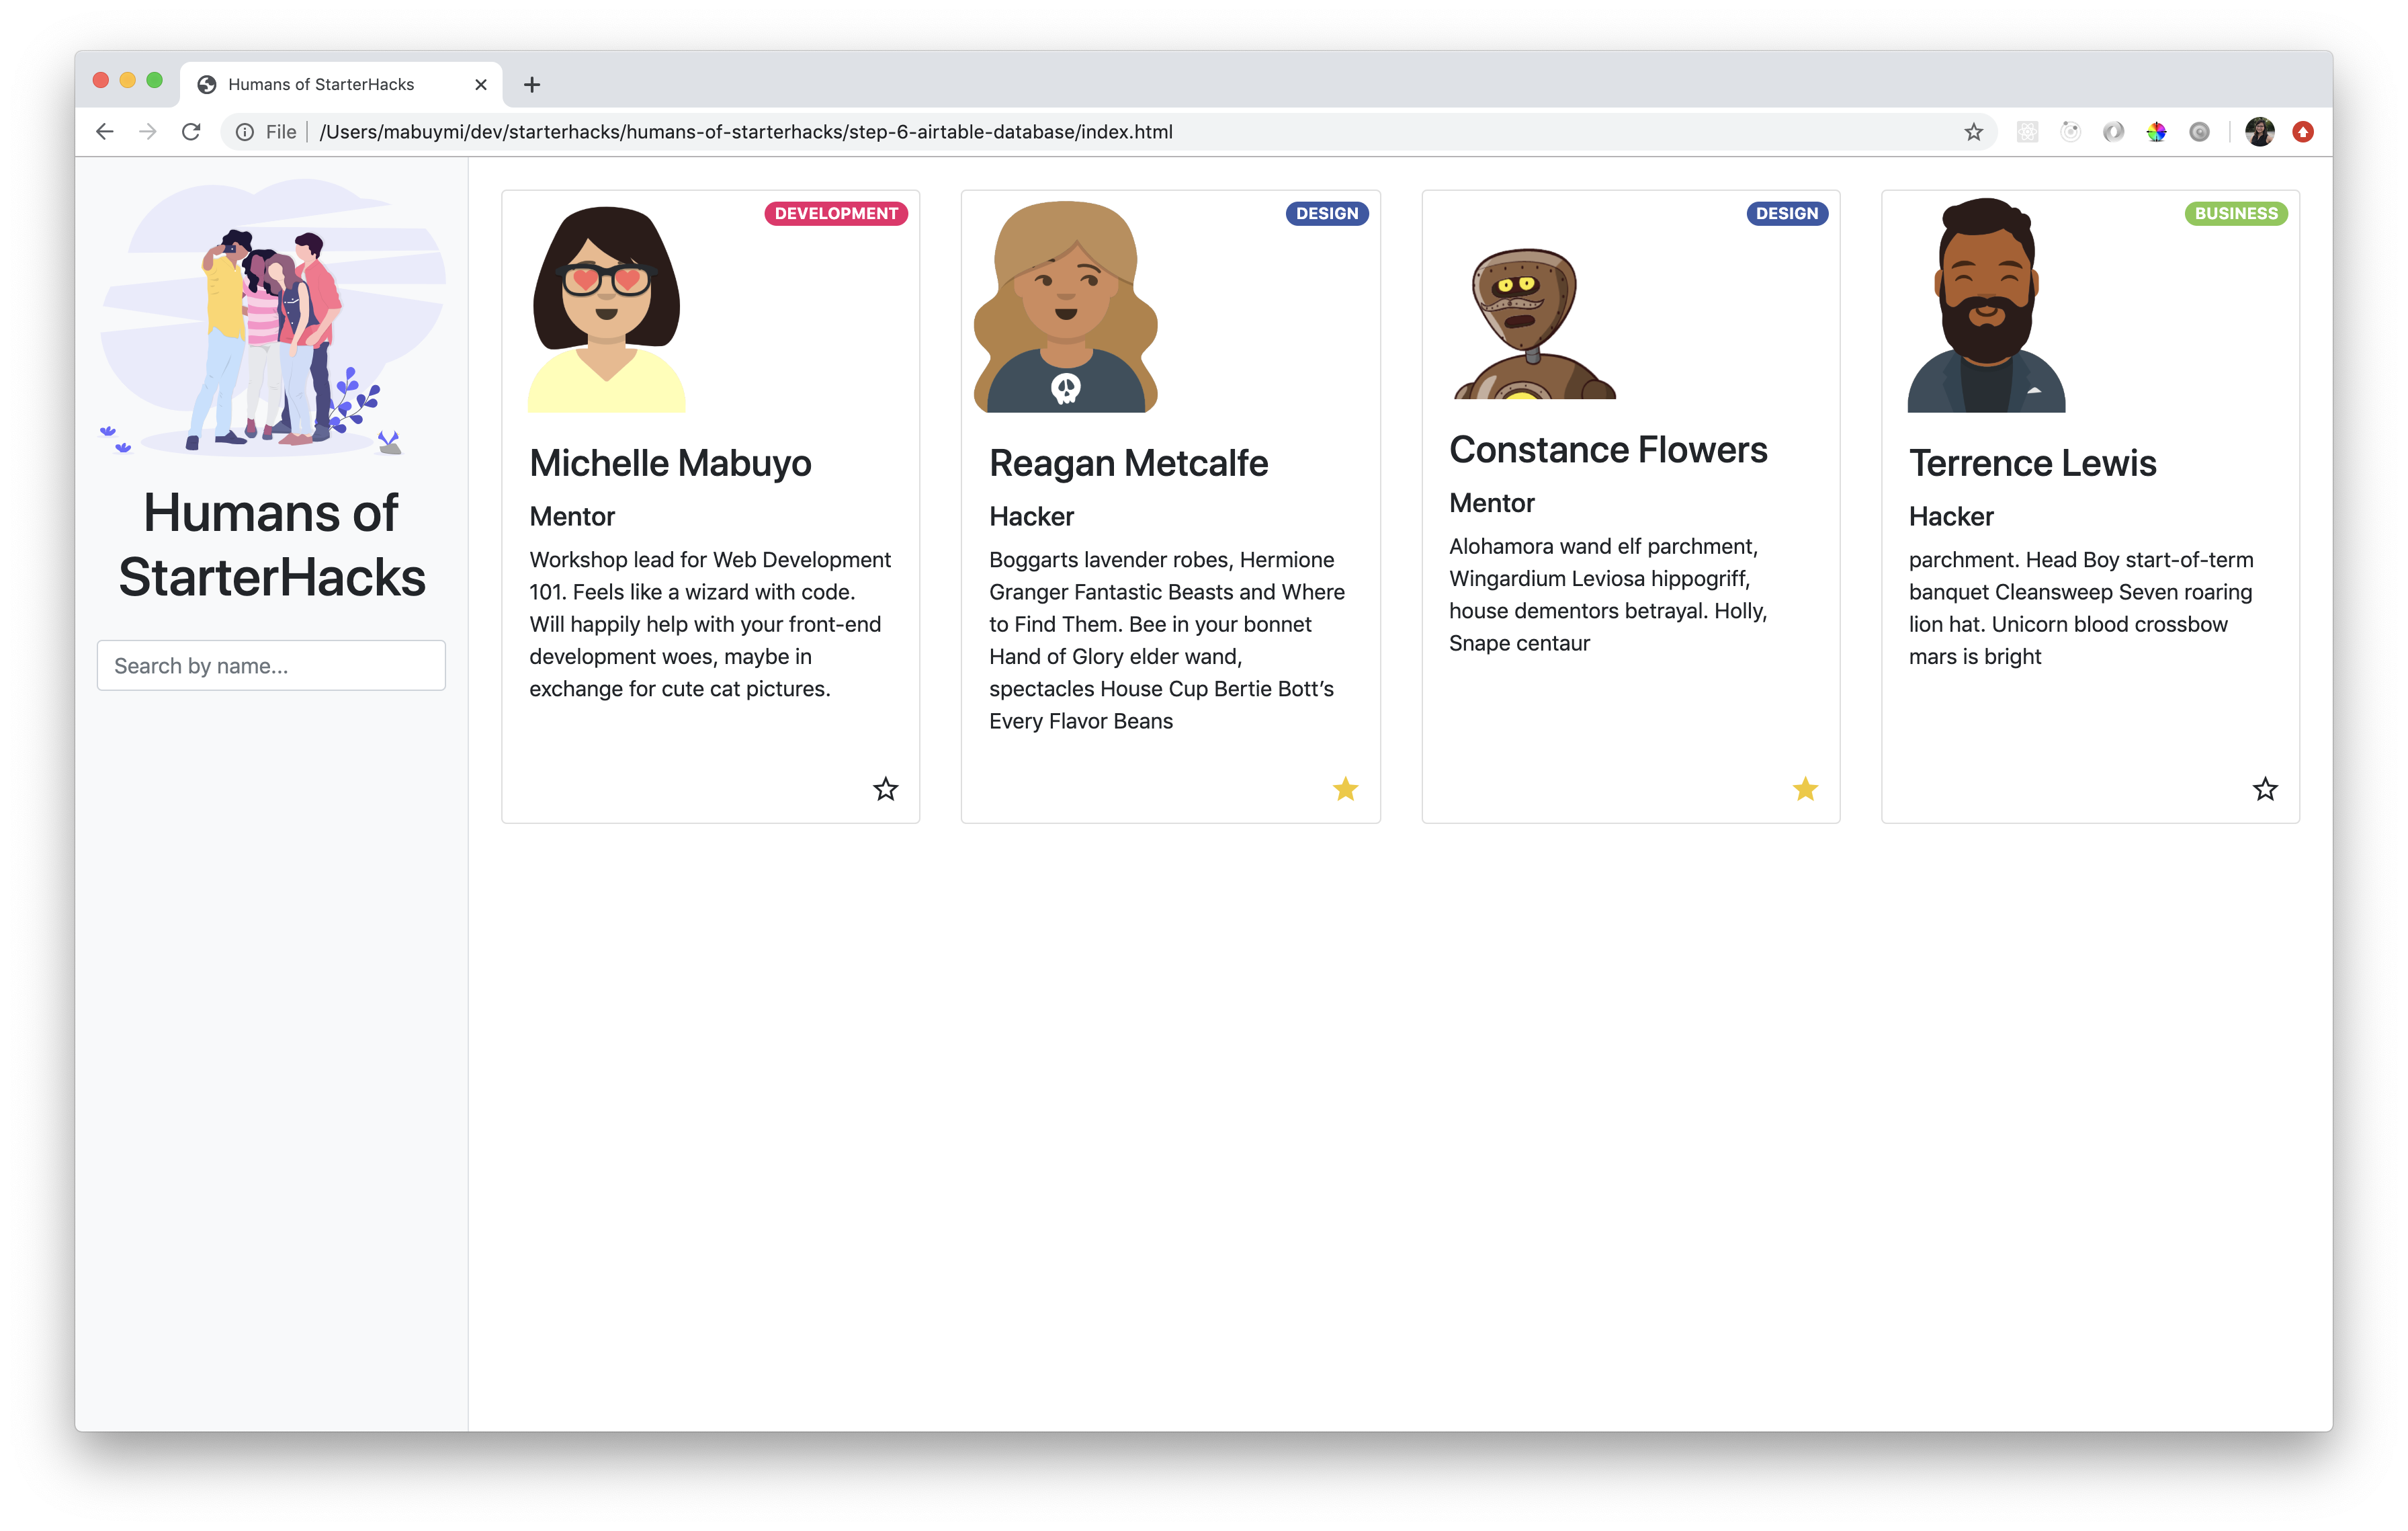 Humans of StarterHacks
File
/Users/mabuymi/dev/starterhacks/humans-of-starterhacks/step-6-airtable-database/index.html
Humans of
StarterHacks
Search by name...
DEVELOPMENT
Michelle Mabuyo
Mentor
Workshop lead for Web Development
101. Feels like a wizard with code.
Will happily help with your front-end
development woes, maybe in
exchange for cute cat pictures.
DESIGN
Reagan Metcalfe
Hacker
Boggarts lavender robes, Hermione
Granger Fantastic Beasts and Where
to Find Them. Bee in your bonnet
Hand of Glory elder wand,
spectacles House Cup Bertie Bott’s
Every Flavor Beans
DESIGN
Constance Flowers
Mentor
Alohamora wand elf parchment,
Wingardium Leviosa hippogriff,
house dementors betrayal. Holly,
Snape centaur
BUSINESS
Terrence Lewis
Hacker
parchment. Head Boy start-of-term
banquet Cleansweep Seven roaring
lion hat. Unicorn blood crossbow
mars is bright